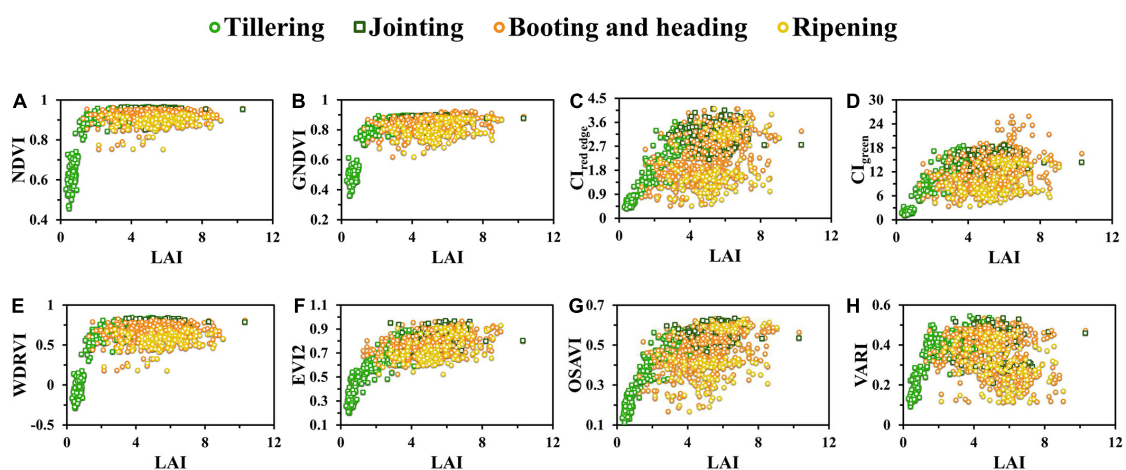 Tillering Jointing Booting and heading Ripening
A B C D
1 1 4.5 30
0.9 3.6 24
0.8 0.8 2.7 18
0.6 1.8 12
0.6 0.4 0.9 6
0.4 0.2 0 0
NDVI GNDVI CIred edge CIgreen
0 4 8 12 0 4 8 12 0 4 8 12 0 4 8 12
LAI LAI LAI LAI
E F G H
1 1.1 0.7 0.6
0.9
0.5 0.7 0.5 0.4
0 0.5 0.3 0.2
0.3
-0.5 0.1 0.1 0
WDRVI EVI2 OSAVI VARI
0 4 8 12 0 4 8 12 0 4 8 12 0 4 8 12
LAI LAI LAI LAI